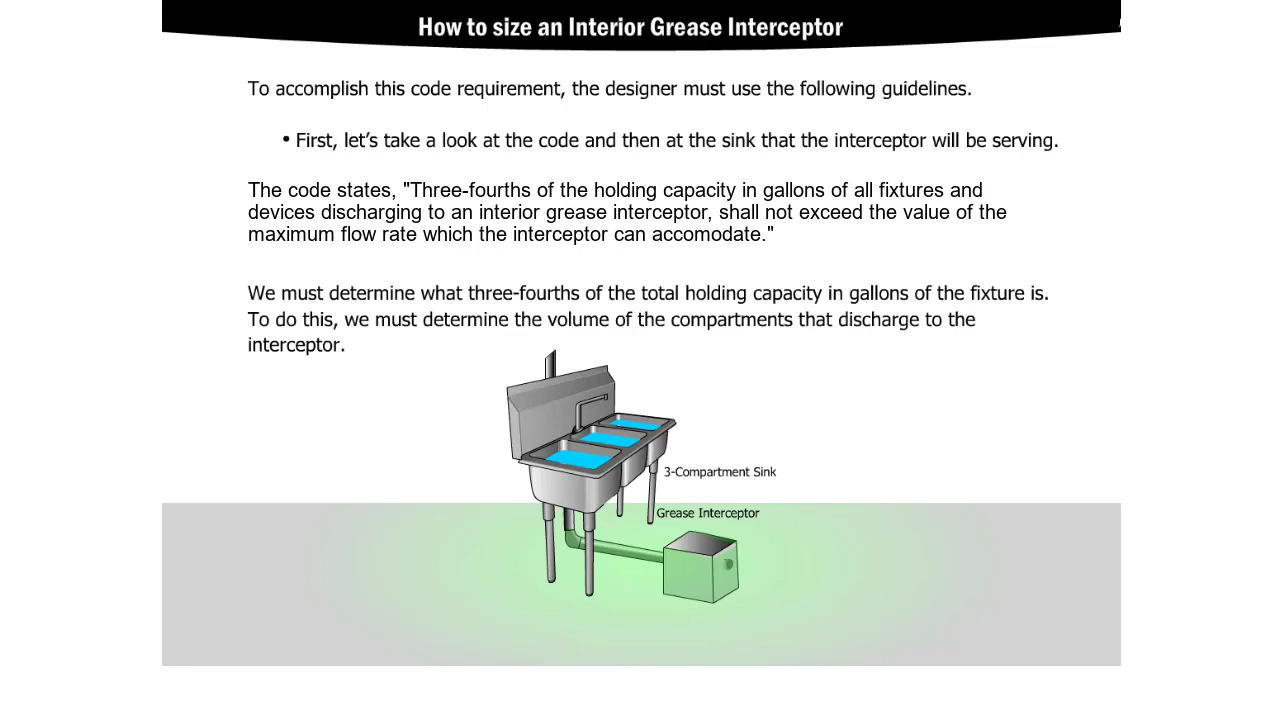 How to size an Interior Grease Interceptor
To accomplish this code requirement, the designer must use the following guidelines.
• First, let's take a look at the code and then at the sink that the interceptor will be serving.
The code states, "Three-fourths of the holding capacity in gallons of all fixtures and
devices discharging to an interior grease interceptor, shall not exceed the value of the
maximum flow rate which the interceptor can accomodate."
We must determine what three-fourths of the total holding capacity in gallons of the fixture is.
To do this, we must determine the volume of the compartments that discharge to the
interceptor.
3-Compartment Sink
Grease Interceptor